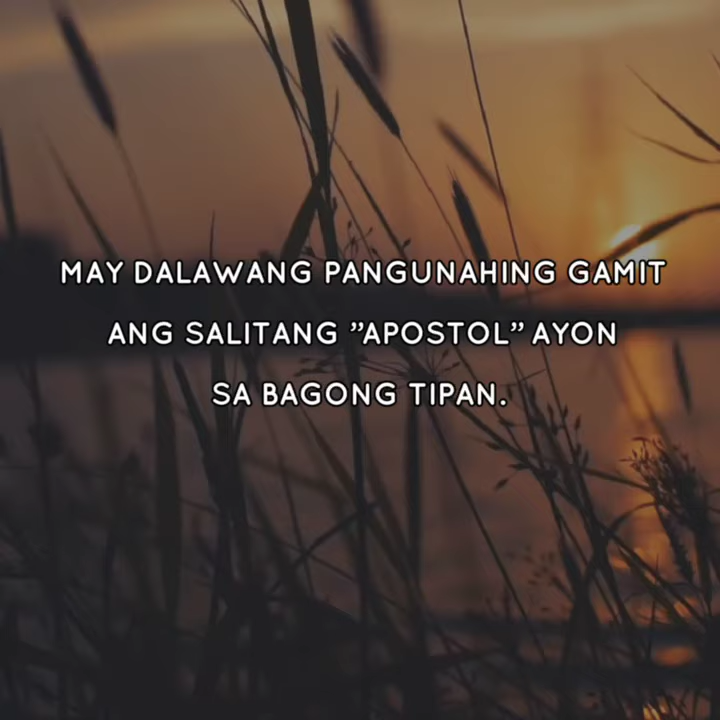 MAY DALAWANG PANGUNAHING GAMIT
ANG SALITANG ”APOSTOL” AYON
SA BAGONG TIPAN.